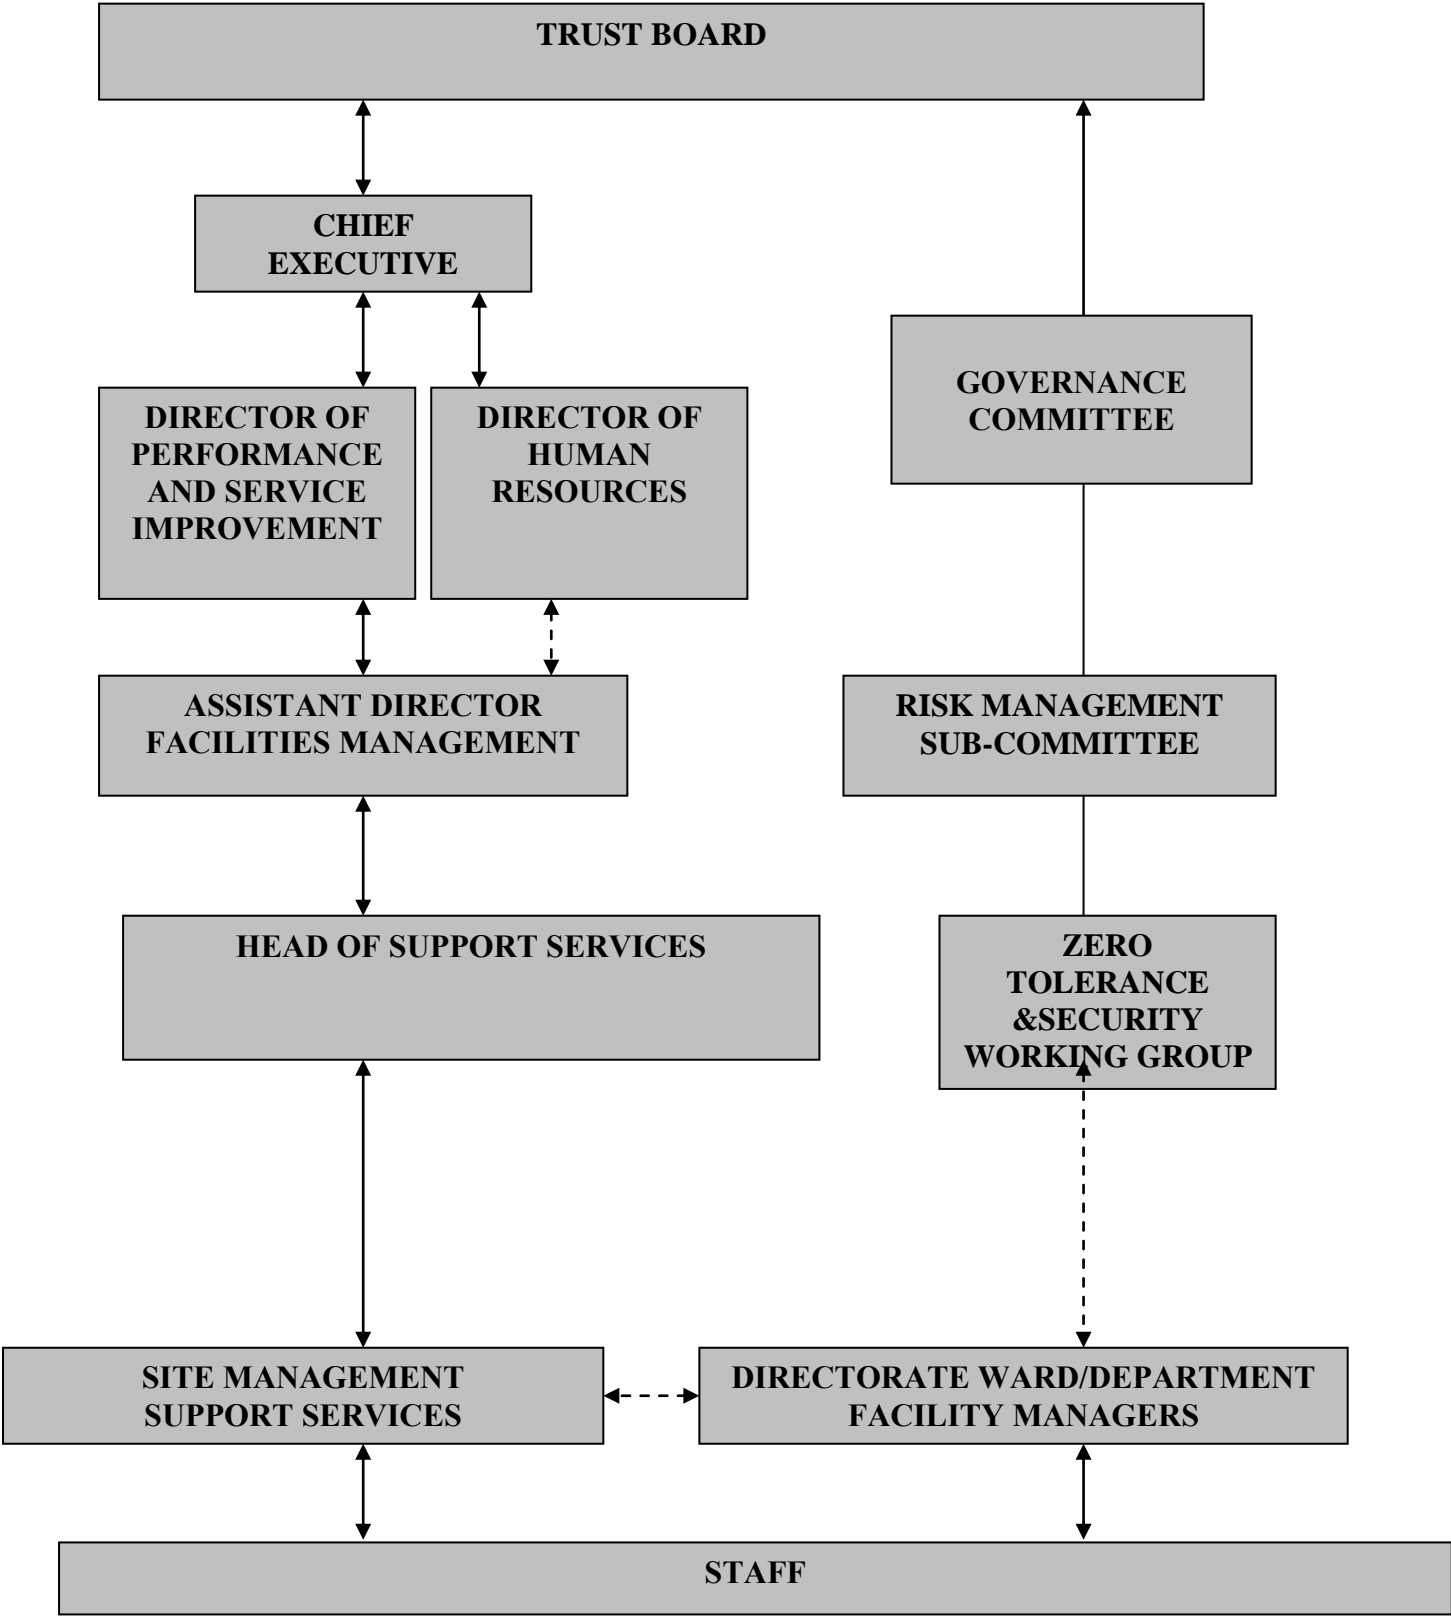 TRUST BOARD
CHIEF
EXECUTIVE
DIRECTOR OF
PERFORMANCE
AND SERVICE
IMPROVEMENT
DIRECTOR OF
HUMAN
RESOURCES
GOVERNANCE
COMMITTEE
ASSISTANT DIRECTOR
FACILITIES MANAGEMENT
RISK MANAGEMENT
SUB-COMMITTEE
HEAD OF SUPPORT SERVICES
ZERO
TOLERANCE
&SECURITY
WORKING GROUP
SITE MANAGEMENT
SUPPORT SERVICES
DIRECTORATE WARD/DEPARTMENT
FACILITY MANAGERS
STAFF